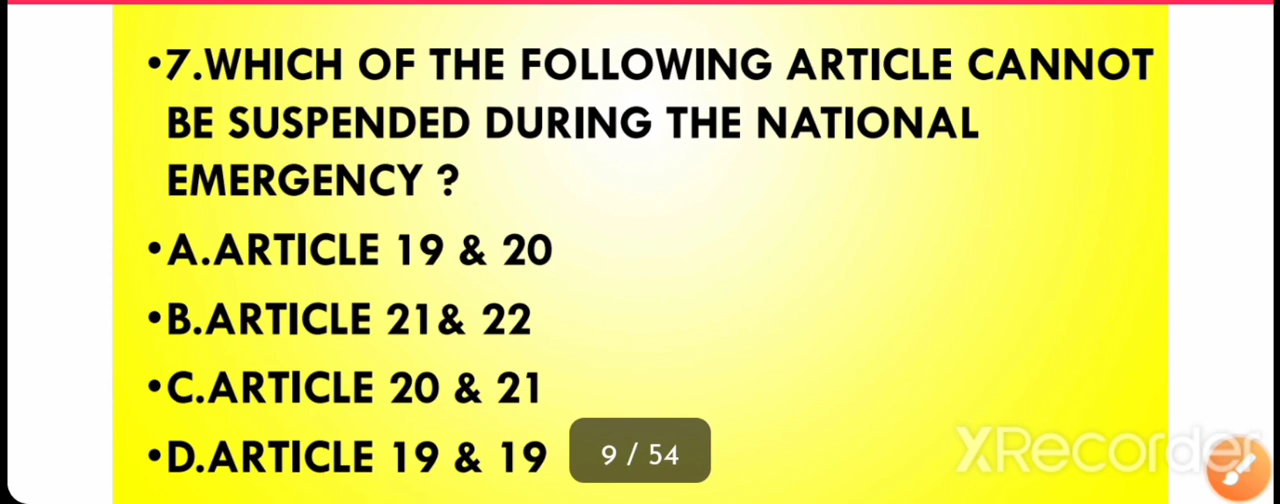 •7.WHICH OF THE FOLLOWING ARTICLE CANNOT
BE SUSPENDED DURING THE NATIONAL
EMERGENCY ?
•A.ARTICLE 19 & 20
•B.ARTICLE 21& 22
•C.ARTICLE 20 & 21
•D.ARTICLE 19 & 19
9 / 54
XRecorder